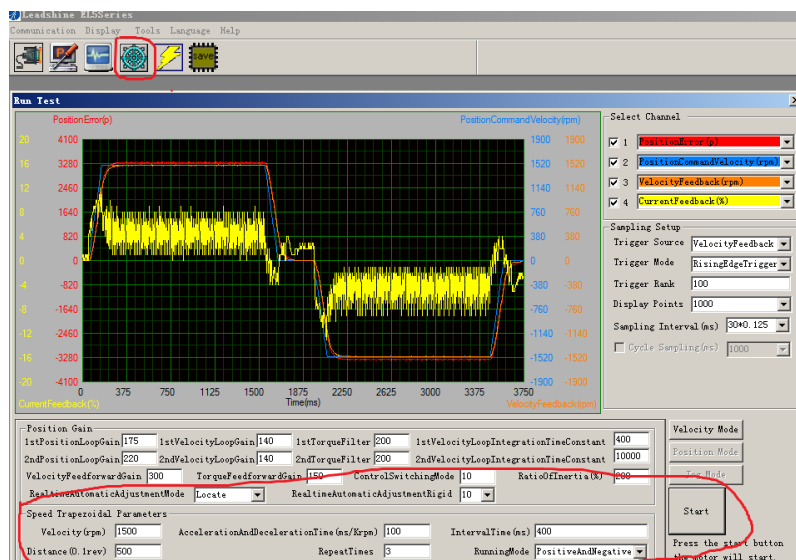 Leadshine ELSSeries
Communication Display Tools Language Help
save
Run Test
PositionError(p) PositionCommandVelocity(rpm)
20 4100 1900 1900
16 3280 1520 1520
12 2460 1140 1140
8 1640 760 760
4 820 380 380
0 0 0 0
-4 -820 -380 -380
-8 -1640 -760 -760
-12 -2460 -1140 -1140
-16 -3280 -1520 -1520
-20 -4100 -1900 -1900
0 375 750 1125 1500 1875 2250 2625 3000 3375 3750
CurrentFeedback(%) Time(ms) VelocityFeedback(rpm)
Select Channel
1 PositionError(p)
2 PositionCommandVelocity(rpm)
3 VelocityFeedback(rpm)
4 CurrentFeedback(%)
Sampling Setup
Trigger Source VelocityFeedback
Trigger Mode RisingEdgeTrigger
Trigger Rank 100
Display Points 1000
Sampling Interval(ms) 30*0.125
Cycle Sampling(ms) 1000
Position Gain
1stPositionLoopGain 175 1stVelocityLoopGain 140 1stTorqueFilter 200 1stVelocityLoopIntegrationTimeConstant 400
2ndPositionLoopGain 220 2ndVelocityLoopGain 140 2ndTorqueFilter 200 2ndVelocityLoopIntegrationTimeConstant 10000
VelocityFeedforwardGain 300 TorqueFeedforwardGain 150 ControlSwitchingMode 10 RatioOfInertia(%) 200
RealtimeAutomaticAdjustmentMode Locate RealtimeAutomaticAdjustmentRigid 10
Speed Trapezoidal Parameters
Velocity(rpm) 1500 AccelerationAndDecelerationTime(ms/Krpm) 100 IntervalTime(ms) 400
Distance(0.1rev) 500 RepeatTimes 3 RunningMode PositiveAndNegative
Velocity Mode
Position Mode
Jog Mode
Start
Press the start button
the motor will start.